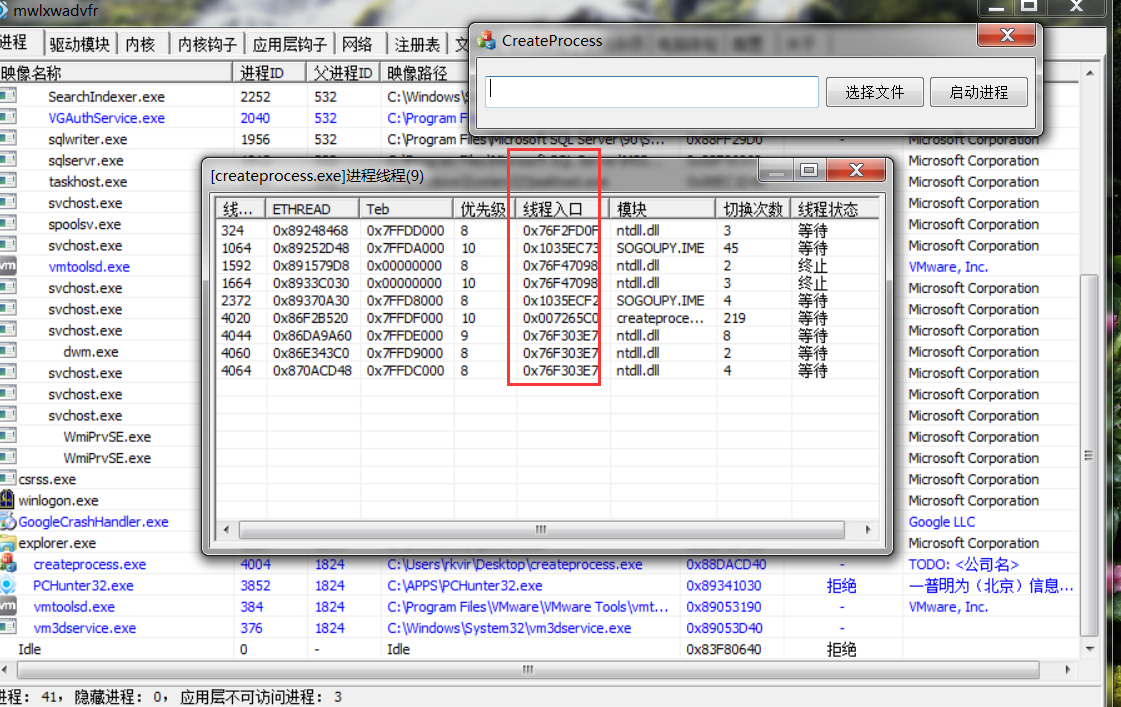 mwlxwadvfr
进程 驱动模块 内核 内核钩子 应用层钩子 网络 注册表
映像名称 进程ID 父进程ID 映像路径
SearchIndexer.exe 2252 532 C:\Windows\S
VGAuthService.exe 2040 532 C:\Program F
sqlwriter.exe 1956 532 C:\Program Files\Microsoft SQL Server\90\S... 0x88FF29D0 - Microsoft Corporation
sqlservr.exe Microsoft Corporation
taskhost.exe Microsoft Corporation
svchost.exe Microsoft Corporation
spoolsv.exe Microsoft Corporation
svchost.exe Microsoft Corporation
vmtoolsd.exe VMware, Inc.
svchost.exe Microsoft Corporation
svchost.exe Microsoft Corporation
svchost.exe Microsoft Corporation
dwm.exe Microsoft Corporation
svchost.exe Microsoft Corporation
svchost.exe Microsoft Corporation
svchost.exe Microsoft Corporation
WmiPrvSE.exe Microsoft Corporation
WmiPrvSE.exe Microsoft Corporation
csrss.exe Microsoft Corporation
winlogon.exe Microsoft Corporation
GoogleCrashHandler.exe Google LLC
explorer.exe Microsoft Corporation
createprocess.exe 4004 1824 C:\Users\rkvir\Desktop\createprocess.exe 0x88DACD40 - TODO: <公司名>
PCHunter32.exe 3852 1824 C:\APPS\PCHunter32.exe 0x89341030 拒绝 一普明为（北京）信息...
vmtoolsd.exe 384 1824 C:\Program Files\VMware\VMware Tools\vmt... 0x89053190 - VMware, Inc.
vm3dservice.exe 376 1824 C:\Windows\System32\vm3dservice.exe 0x89053D40 -
Idle 0 - Idle 0x83F80640 拒绝
进程: 41, 隐藏进程: 0, 应用层不可访问进程: 3
CreateProcess
选择文件 启动进程
[createprocess.exe]进程线程(9)
线... ETHREAD Teb 优先级 线程入口 模块 切换次数 线程状态
324 0x89248468 0x7FFDD000 8 0x76F2FD0F ntdll.dll 3 等待
1064 0x89252D48 0x7FFDA000 10 0x1035EC73 SOGOUPY.IME 45 等待
1592 0x891579D8 0x00000000 8 0x76F47098 ntdll.dll 2 终止
1664 0x8933C030 0x00000000 10 0x76F47098 ntdll.dll 3 终止
2372 0x89370A30 0x7FFD8000 8 0x1035ECF2 SOGOUPY.IME 4 等待
4020 0x86F2B520 0x7FFDF000 10 0x007265C0 createproce... 219 等待
4044 0x86DA9A60 0x7FFDE000 9 0x76F303E7 ntdll.dll 8 等待
4060 0x86E343C0 0x7FFD9000 8 0x76F303E7 ntdll.dll 2 等待
4064 0x870ACD48 0x7FFDC000 8 0x76F303E7 ntdll.dll 4 等待